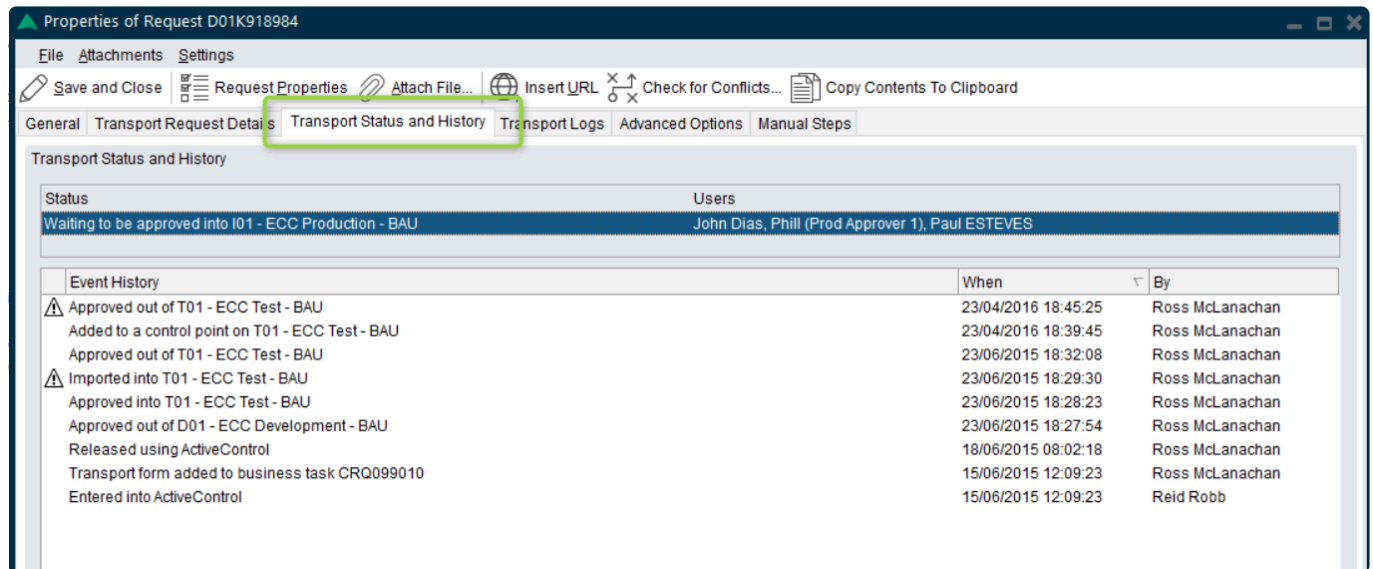 Properties of Request D01K918984
File Attachments Settings
Save and Close Request Properties Attach File... Insert URL Check for Conflicts... Copy Contents To Clipboard
General Transport Request Details Transport Status and History Transport Logs Advanced Options Manual Steps
Transport Status and History
Status Users
Waiting to be approved into I01 - ECC Production - BAU John Dias, Phill (Prod Approver 1), Paul ESTEVES
Event History When By
Approved out of T01 - ECC Test - BAU 23/04/2016 18:45:25 Ross McLanachan
Added to a control point on T01 - ECC Test - BAU 23/04/2016 18:39:45 Ross McLanachan
Approved out of T01 - ECC Test - BAU 23/06/2015 18:32:08 Ross McLanachan
Imported into T01 - ECC Test - BAU 23/06/2015 18:29:30 Ross McLanachan
Approved into T01 - ECC Test - BAU 23/06/2015 18:28:23 Ross McLanachan
Approved out of D01 - ECC Development - BAU 23/06/2015 18:27:54 Ross McLanachan
Released using ActiveControl 18/06/2015 08:02:18 Ross McLanachan
Transport form added to business task CRQ099010 15/06/2015 12:09:23 Ross McLanachan
Entered into ActiveControl 15/06/2015 12:09:23 Reid Robb